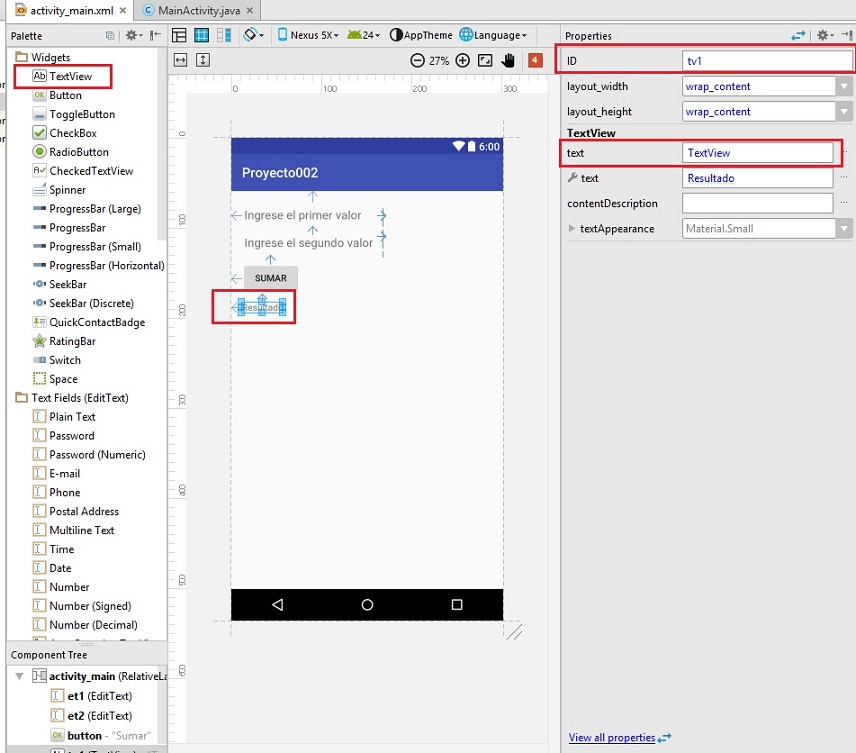 activity_main.xml
MainActivity.java
Palette
Nexus 5X
24
AppTheme
Language
Properties
Widgets
Ab TextView
OK Button
ToggleButton
CheckBox
RadioButton
CheckedTextView
Spinner
ProgressBar (Large)
ProgressBar
ProgressBar (Small)
ProgressBar (Horizontal)
SeekBar
SeekBar (Discrete)
QuickContactBadge
RatingBar
Switch
Space
Text Fields (EditText)
Plain Text
Password
Password (Numeric)
E-mail
Phone
Postal Address
Multiline Text
Time
Date
Number
Number (Signed)
Number (Decimal)
Component Tree
activity_main (RelativeLa
et1 (EditText)
et2 (EditText)
OK button - "Sumar"
27%
4
0 100 200 300
0
100
200
300
400
500
600
6:00
Proyecto002
Ingrese el primer valor
Ingrese el segundo valor
SUMAR
Resultado
ID tv1
layout_width wrap_content
layout_height wrap_content
TextView
text TextView
text Resultado
contentDescription
textAppearance Material.Small
View all properties